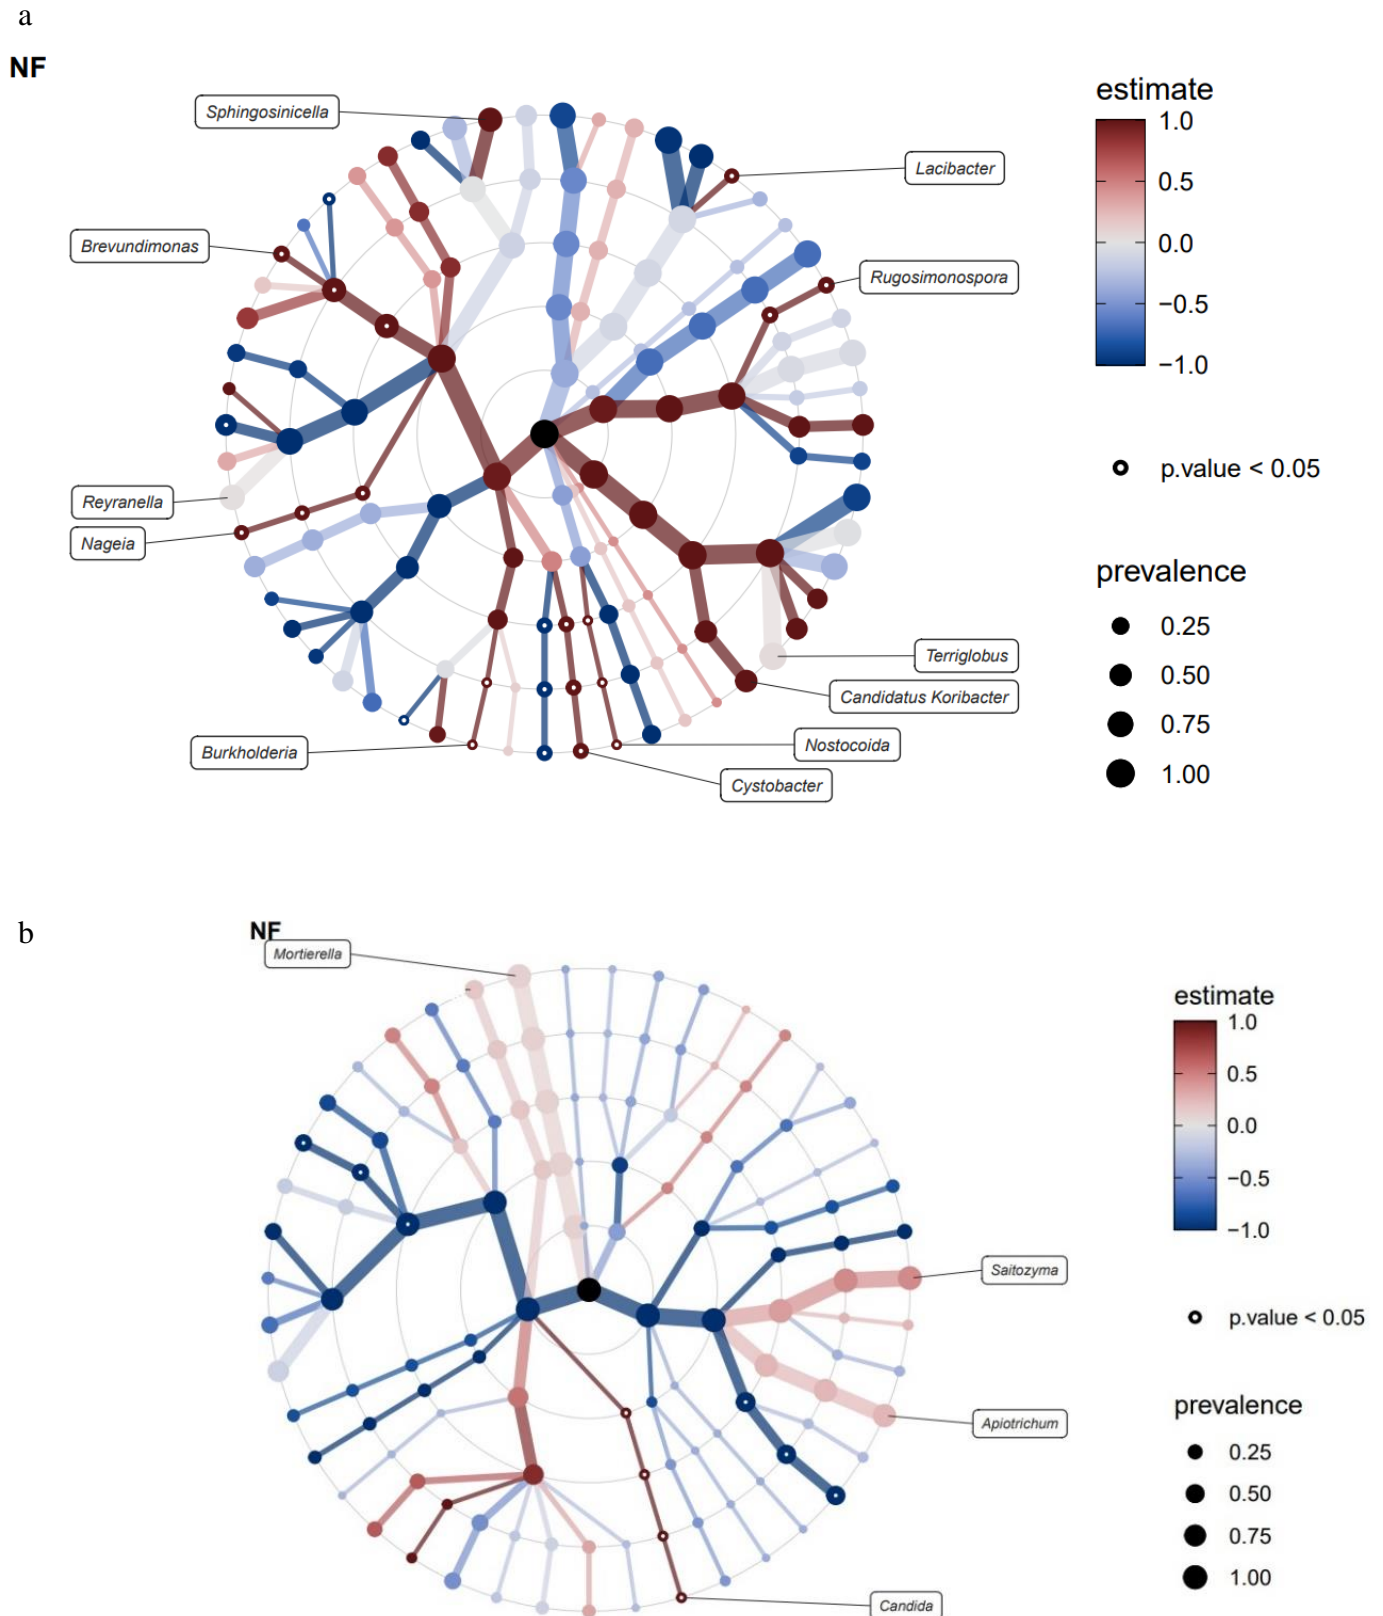 a
NF
estimate
1.0
0.5
0.0
−0.5
−1.0
Sphingosinicella
Lacibacter
Brevundimonas
Rugosimonospora
p.value < 0.05
Reyranella
Nageia
prevalence
0.25
0.50
0.75
1.00
Terriglobus
Candidatus Koribacter
Burkholderia
Nostocoida
Cystobacter
b
NF
Mortierella
estimate
1.0
0.5
0.0
−0.5
−1.0
Saitozyma
p.value < 0.05
Apiotrichum
prevalence
0.25
0.50
0.75
1.00
Candida